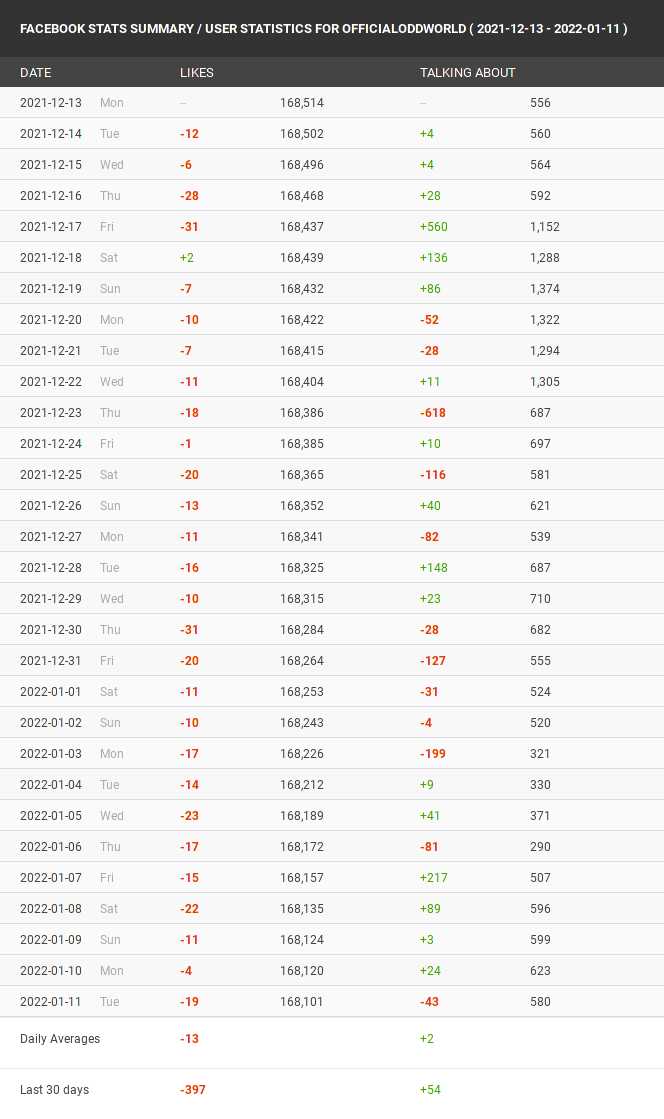 FACEBOOK STATS SUMMARY / USER STATISTICS FOR OFFICIALODDWORLD ( 2021-12-13 - 2022-01-11 )
DATE LIKES TALKING ABOUT
2021-12-13 Mon -- 168,514 -- 556
2021-12-14 Tue -12 168,502 +4 560
2021-12-15 Wed -6 168,496 +4 564
2021-12-16 Thu -28 168,468 +28 592
2021-12-17 Fri -31 168,437 +560 1,152
2021-12-18 Sat +2 168,439 +136 1,288
2021-12-19 Sun -7 168,432 +86 1,374
2021-12-20 Mon -10 168,422 -52 1,322
2021-12-21 Tue -7 168,415 -28 1,294
2021-12-22 Wed -11 168,404 +11 1,305
2021-12-23 Thu -18 168,386 -618 687
2021-12-24 Fri -1 168,385 +10 697
2021-12-25 Sat -20 168,365 -116 581
2021-12-26 Sun -13 168,352 +40 621
2021-12-27 Mon -11 168,341 -82 539
2021-12-28 Tue -16 168,325 +148 687
2021-12-29 Wed -10 168,315 +23 710
2021-12-30 Thu -31 168,284 -28 682
2021-12-31 Fri -20 168,264 -127 555
2022-01-01 Sat -11 168,253 -31 524
2022-01-02 Sun -10 168,243 -4 520
2022-01-03 Mon -17 168,226 -199 321
2022-01-04 Tue -14 168,212 +9 330
2022-01-05 Wed -23 168,189 +41 371
2022-01-06 Thu -17 168,172 -81 290
2022-01-07 Fri -15 168,157 +217 507
2022-01-08 Sat -22 168,135 +89 596
2022-01-09 Sun -11 168,124 +3 599
2022-01-10 Mon -4 168,120 +24 623
2022-01-11 Tue -19 168,101 -43 580
Daily Averages -13 +2
Last 30 days -397 +54